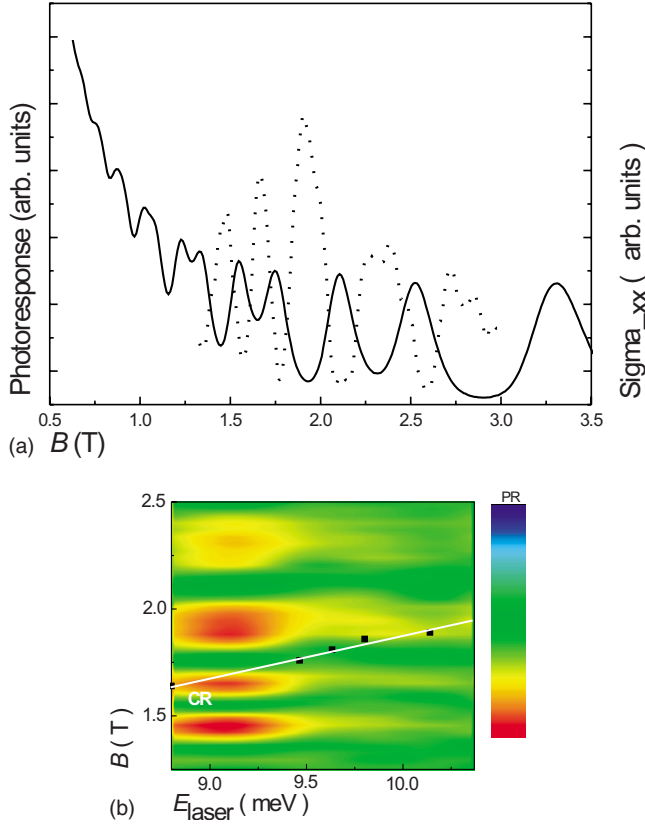 Photoresponse (arb. units)
Sigma_xx ( arb. units )
0.5 1.0 1.5 2.0 2.5 3.0 3.5
(a) B (T)
PR
2.5
2.0
1.5
B (T)
CR
9.0 9.5 10.0
(b) E laser (meV)